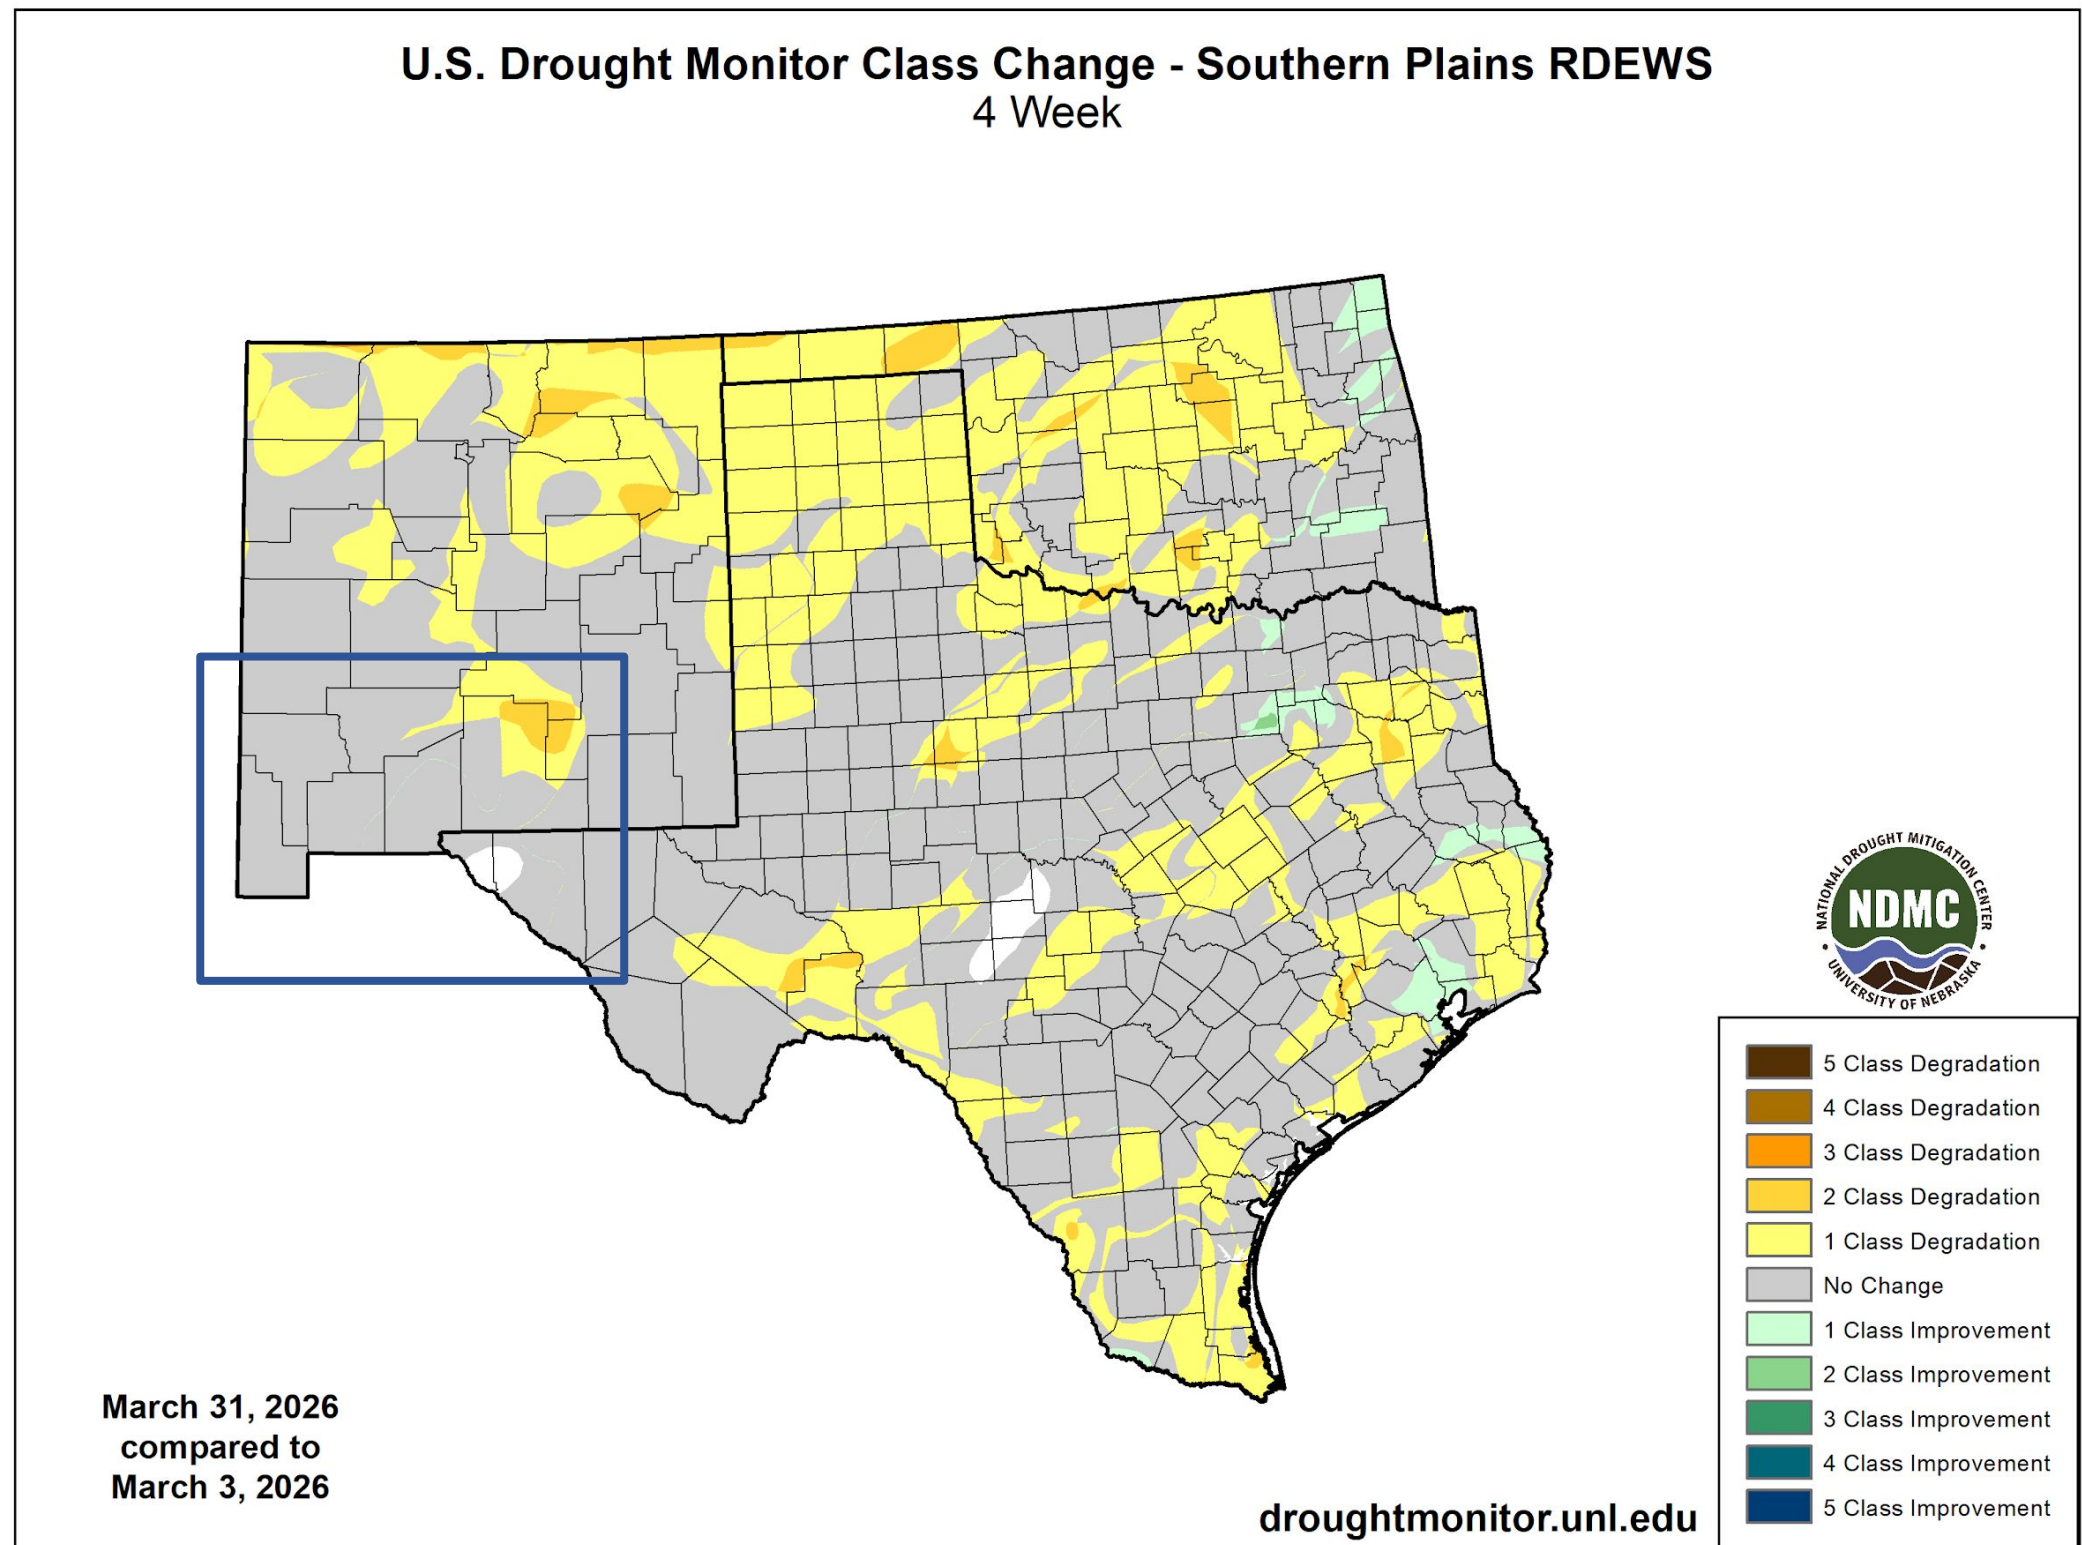 U.S. Drought Monitor Class Change - Southern Plains RDEWS
4 Week
NATIONAL DROUGHT MITIGATION CENTER
NDMC
UNIVERSITY OF NEBRASKA
5 Class Degradation
4 Class Degradation
3 Class Degradation
2 Class Degradation
1 Class Degradation
No Change
1 Class Improvement
2 Class Improvement
3 Class Improvement
4 Class Improvement
5 Class Improvement
March 31, 2026
compared to
March 3, 2026
droughtmonitor.unl.edu